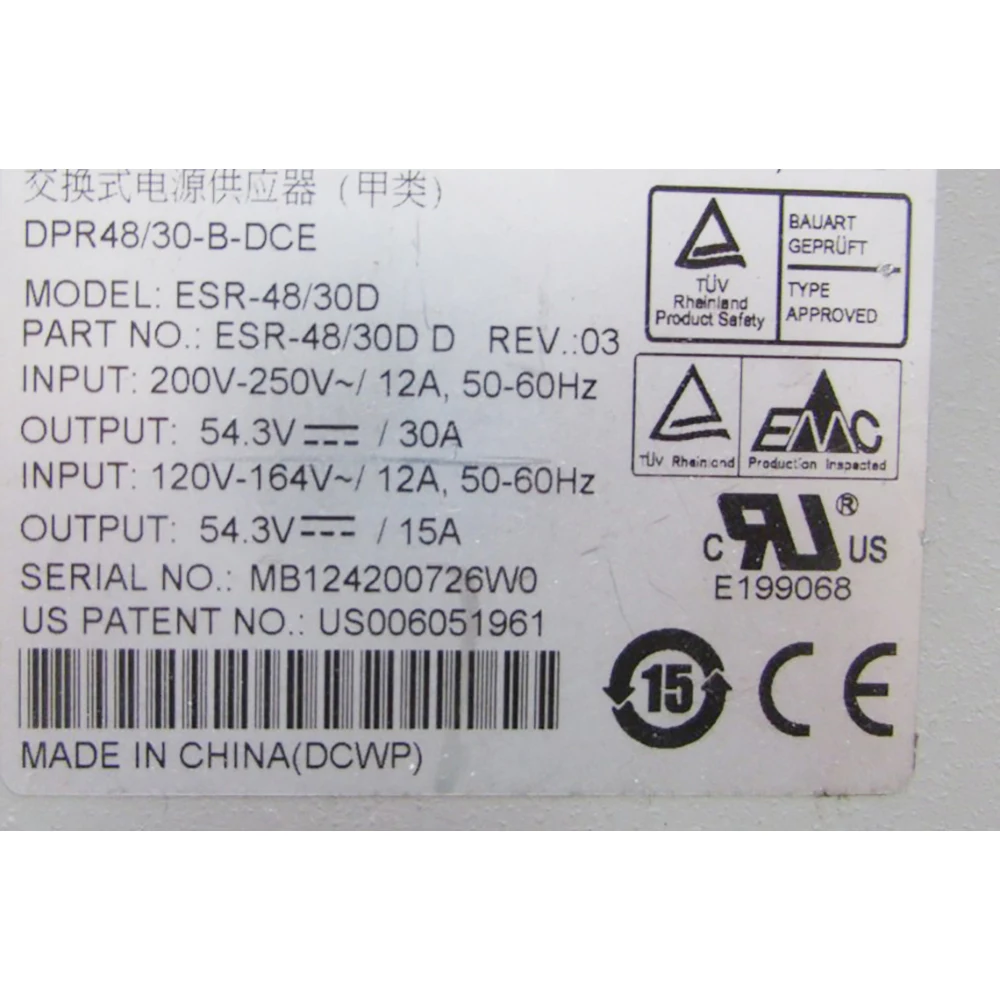 交换式电源供应器（甲类）
DPR48/30-B-DCE
MODEL: ESR-48/30D
PART NO.: ESR-48/30D D REV.:03
INPUT: 200V-250V~/ 12A, 50-60Hz
OUTPUT: 54.3V⎓ / 30A
INPUT: 120V-164V~/ 12A, 50-60Hz
OUTPUT: 54.3V⎓ / 15A
SERIAL NO.: MB124200726W0
US PATENT NO.: US006051961
MADE IN CHINA(DCWP)
TÜV
Rheinland
Product Safety
BAUART
GEPRÜFT
TYPE
APPROVED
TÜV Rheinland
EMC
Production Inspected
C RU® US
E199068
15
CE